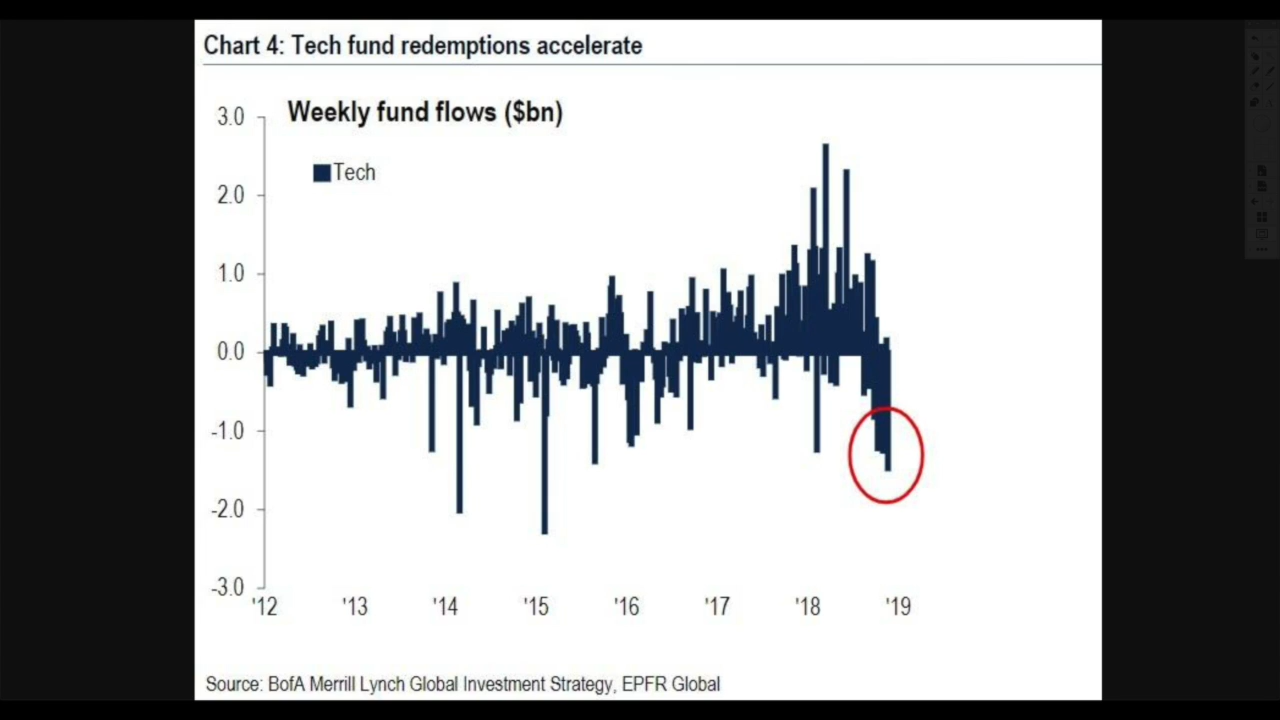 Chart 4: Tech fund redemptions accelerate
Weekly fund flows ($bn)
Tech
3.0
2.0
1.0
0.0
-1.0
-2.0
-3.0
'12 '13 '14 '15 '16 '17 '18 '19
Source: BofA Merrill Lynch Global Investment Strategy, EPFR Global